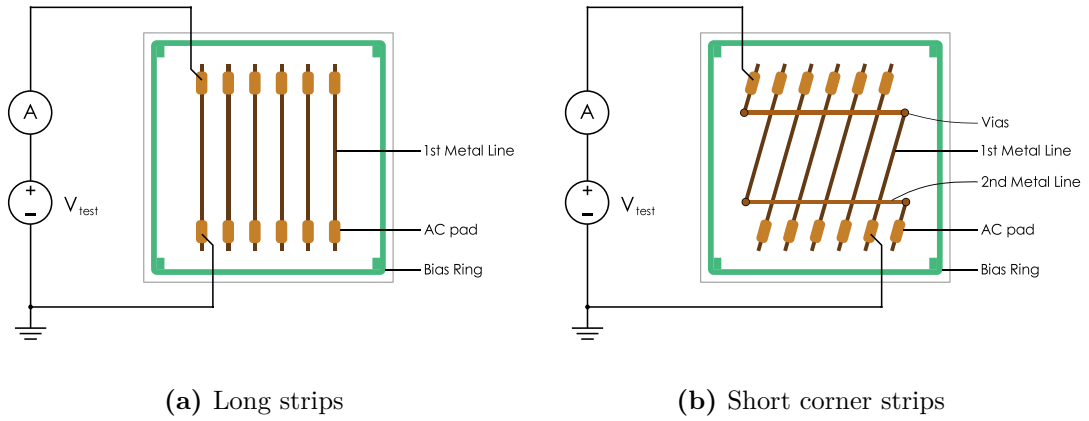 A
+
−
V test
1st Metal Line
AC pad
Bias Ring
(a) Long strips
A
+
−
V test
Vias
1st Metal Line
2nd Metal Line
AC pad
Bias Ring
(b) Short corner strips